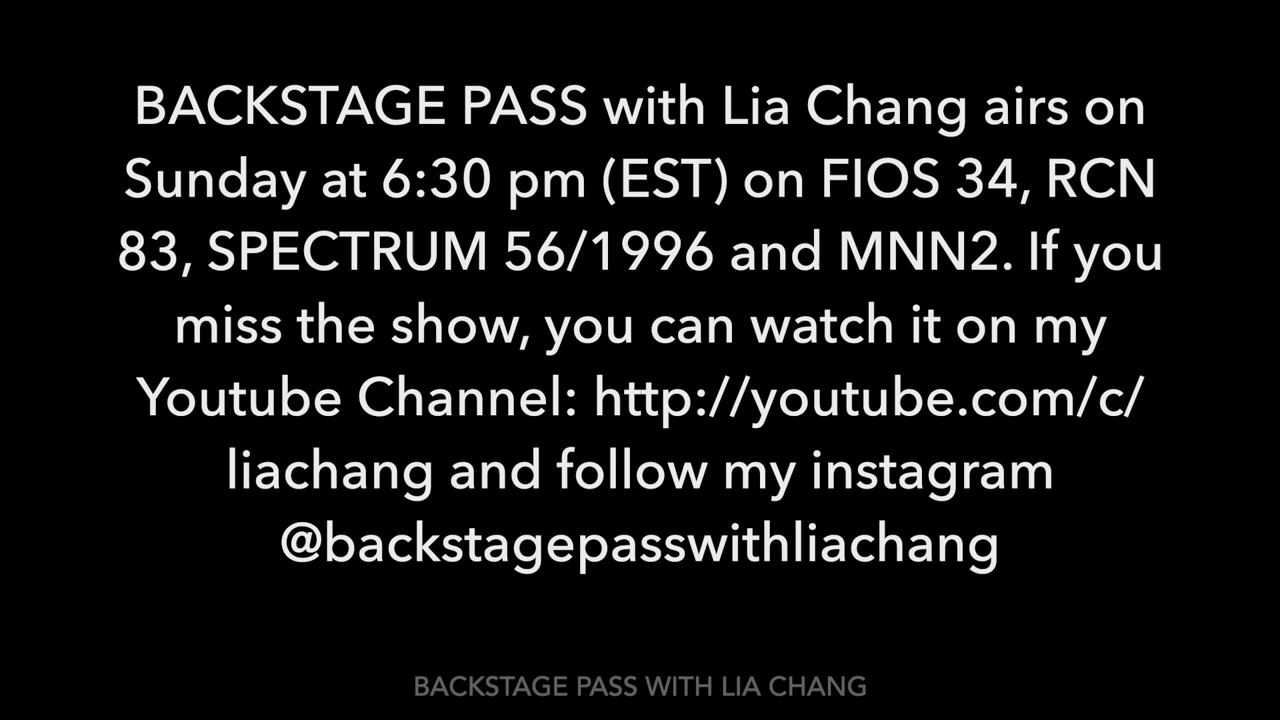 BACKSTAGE PASS with Lia Chang airs on
Sunday at 6:30 pm (EST) on FIOS 34, RCN
83, SPECTRUM 56/1996 and MNN2. If you
miss the show, you can watch it on my
Youtube Channel: http://youtube.com/c/
liachang and follow my instagram
@backstagepasswithliachang
BACKSTAGE PASS WITH LIA CHANG